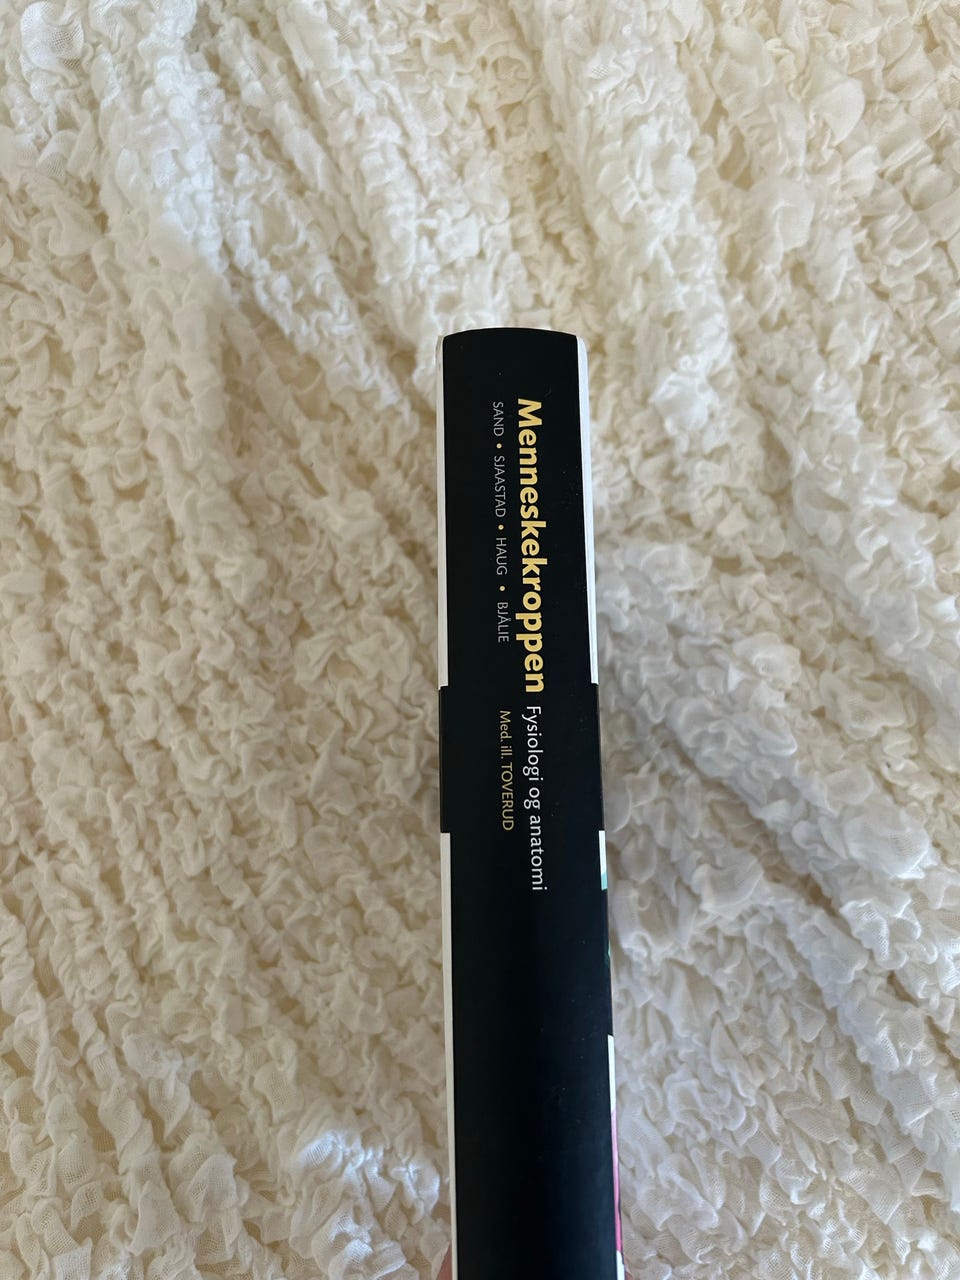 Menneskekroppen Fysiologi og anatomi
SAND • SJAASTAD • HAUG • BJÅLIE Med. ill. TOVERUD